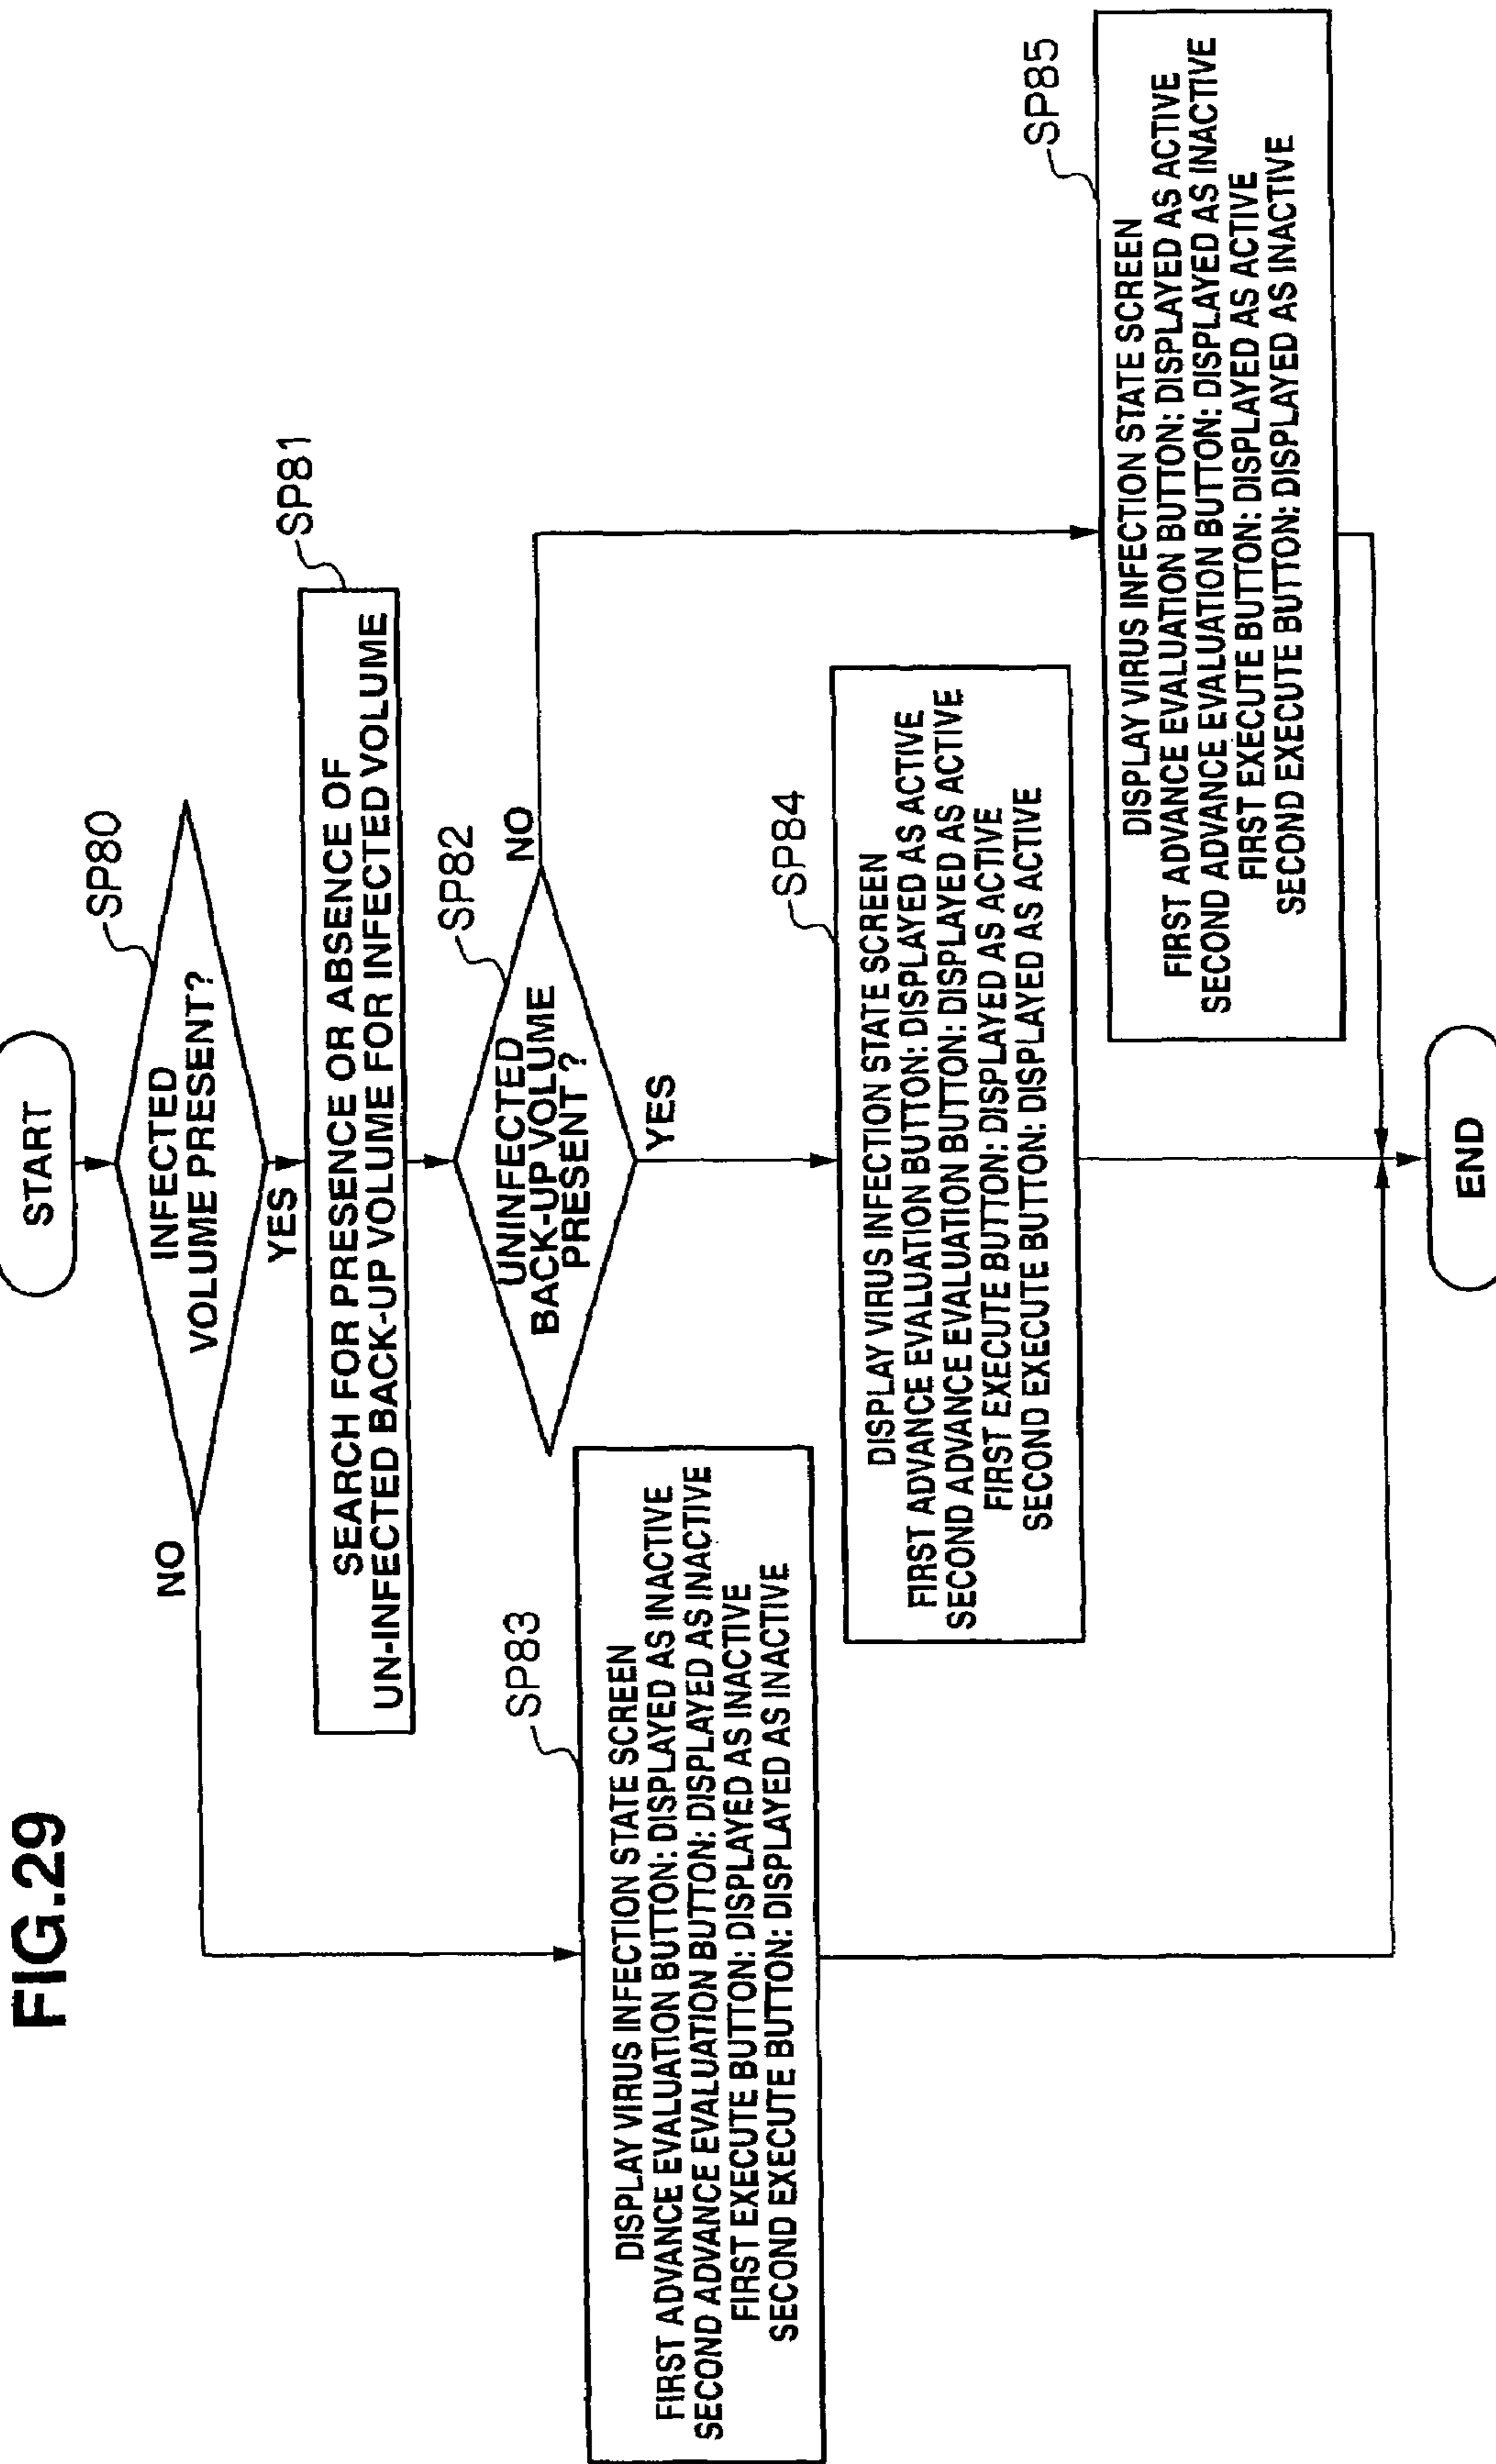 FIG.29
START
SP80
INFECTED
VOLUME PRESENT?
NO
YES
SP81
SEARCH FOR PRESENCE OR ABSENCE OF
UN-INFECTED BACK-UP VOLUME FOR INFECTED VOLUME
SP82
UNINFECTED
BACK-UP VOLUME
PRESENT ?
NO
YES
SP83
DISPLAY VIRUS INFECTION STATE SCREEN
FIRST ADVANCE EVALUATION BUTTON: DISPLAYED AS INACTIVE
SECOND ADVANCE EVALUATION BUTTON: DISPLAYED AS INACTIVE
FIRST EXECUTE BUTTON: DISPLAYED AS INACTIVE
SECOND EXECUTE BUTTON: DISPLAYED AS INACTIVE
SP84
DISPLAY VIRUS INFECTION STATE SCREEN
FIRST ADVANCE EVALUATION BUTTON: DISPLAYED AS ACTIVE
SECOND ADVANCE EVALUATION BUTTON: DISPLAYED AS ACTIVE
FIRST EXECUTE BUTTON: DISPLAYED AS ACTIVE
SECOND EXECUTE BUTTON: DISPLAYED AS ACTIVE
SP85
DISPLAY VIRUS INFECTION STATE SCREEN
FIRST ADVANCE EVALUATION BUTTON: DISPLAYED AS ACTIVE
SECOND ADVANCE EVALUATION BUTTON: DISPLAYED AS INACTIVE
FIRST EXECUTE BUTTON: DISPLAYED AS ACTIVE
SECOND EXECUTE BUTTON: DISPLAYED AS INACTIVE
END